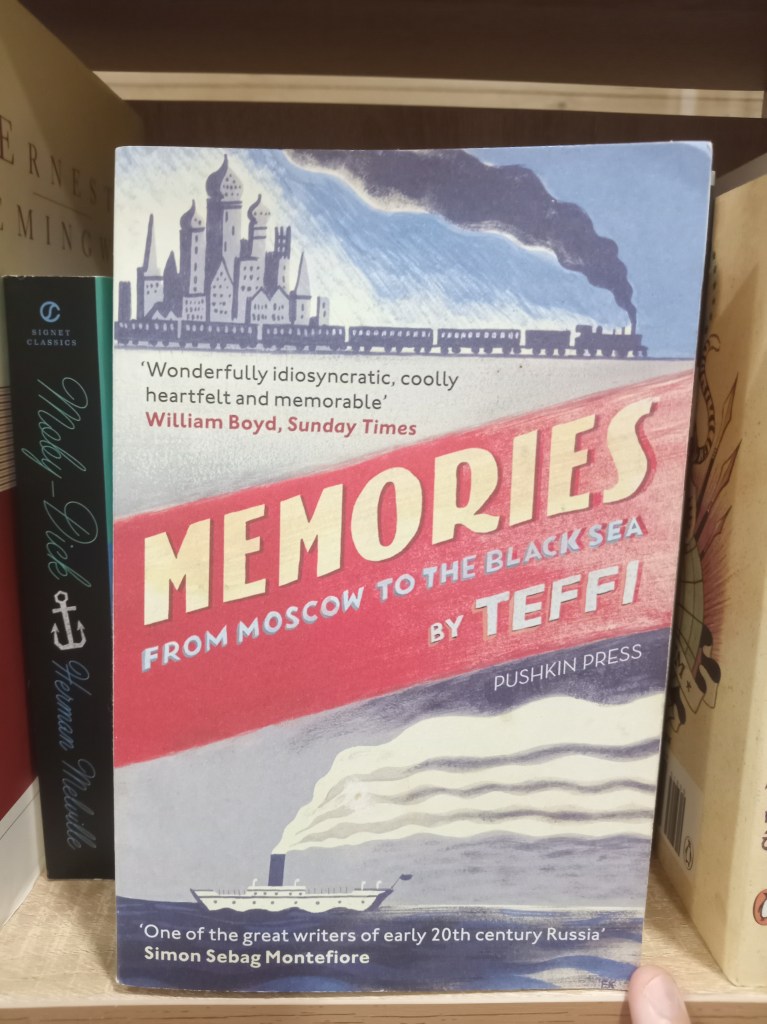 SIGNET
CLASSICS
Moby-Dick
Herman Melville
'Wonderfully idiosyncratic, coolly
heartfelt and memorable'
William Boyd, Sunday Times
MEMORIES
FROM MOSCOW TO THE BLACK SEA
BY TEFFI
PUSHKIN PRESS
'One of the great writers of early 20th century Russia'
Simon Sebag Montefiore